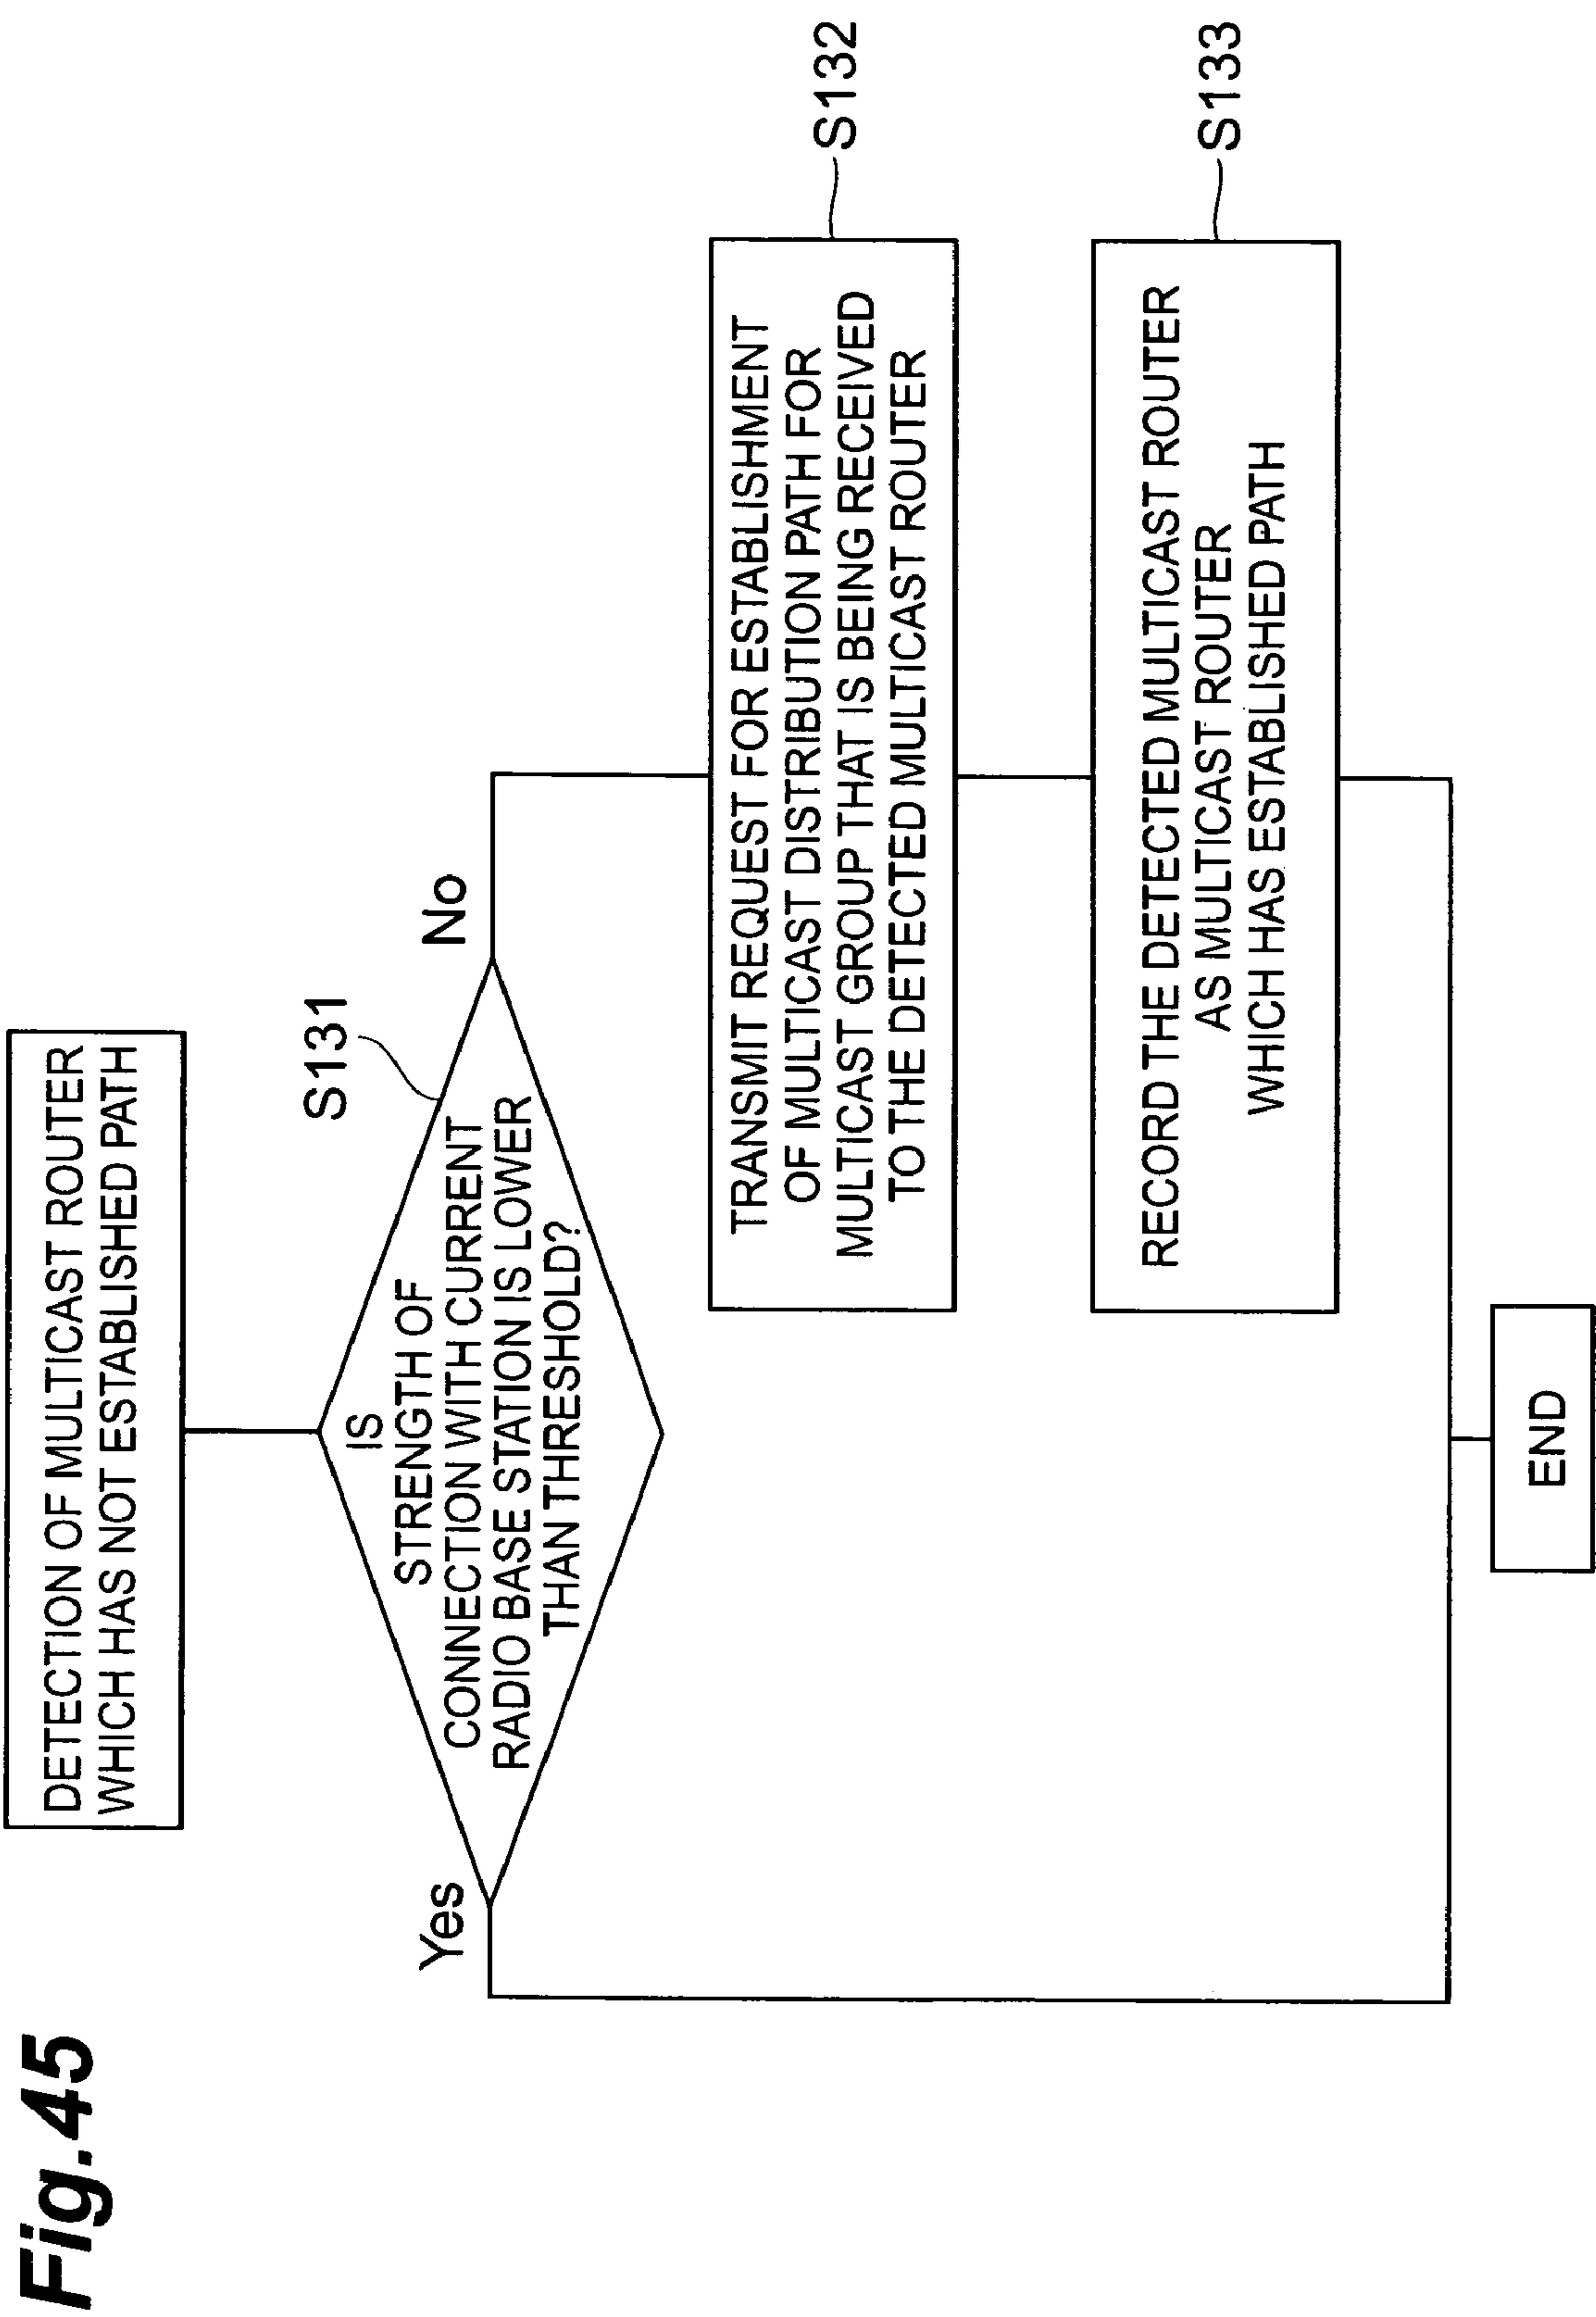 Fig.45
DETECTION OF MULTICAST ROUTER
WHICH HAS NOT ESTABLISHED PATH
S131
IS
STRENGTH OF
CONNECTION WITH CURRENT
RADIO BASE STATION IS LOWER
THAN THRESHOLD?
Yes
No
TRANSMIT REQUEST FOR ESTABLISHMENT
OF MULTICAST DISTRIBUTION PATH FOR
MULTICAST GROUP THAT IS BEING RECEIVED
TO THE DETECTED MULTICAST ROUTER
S132
RECORD THE DETECTED MULTICAST ROUTER
AS MULTICAST ROUTER
WHICH HAS ESTABLISHED PATH
S133
END